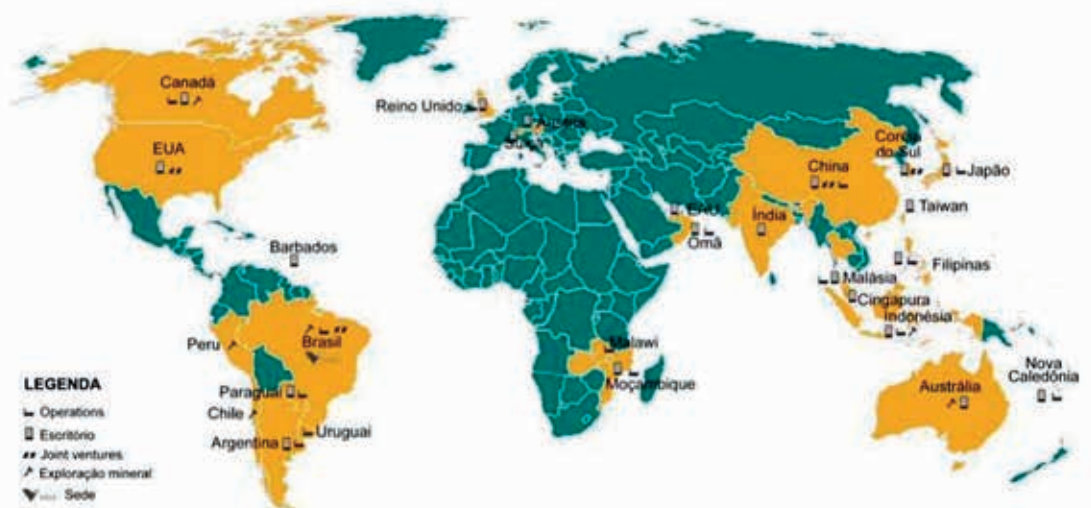 Canadá
EUA
Barbados
Peru
Brasil
Paraguai
Chile
Argentina
Uruguai
Reino Unido
Áustria
Suíça
EAU
Omã
Malawi
Moçambique
China
Índia
Coréia
do Sul
Japão
Taiwan
Filipinas
Malásia
Cingapura
Indonésia
Austrália
Nova
Caledônia
LEGENDA
Operations
Escritório
Joint ventures
Exploração mineral
Sede